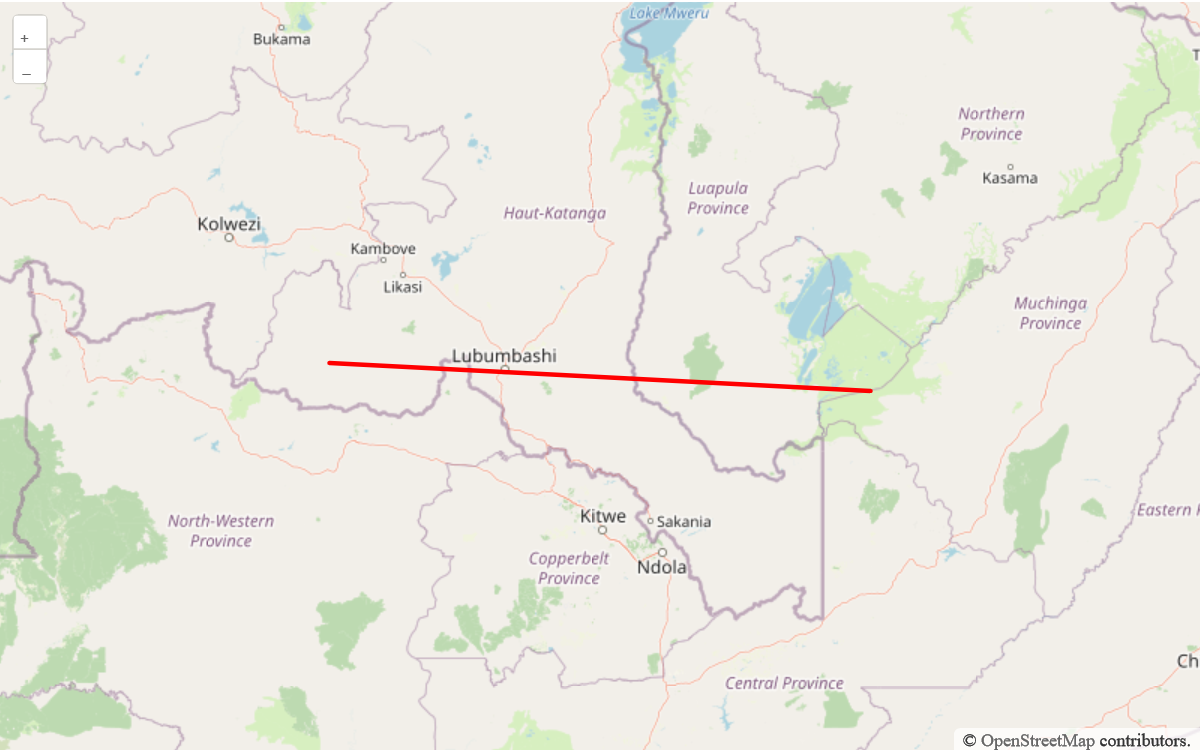 Lake Mweru
Bukama
+
–
Northern
Province
Kasama
Luapula
Province
Haut-Katanga
Kolwezi
Kambove
Likasi
Muchinga
Province
Lubumbashi
North-Western
Province
Kitwe
Sakania
Copperbelt
Province
Ndola
Eastern
Central Province
© OpenStreetMap contributors.